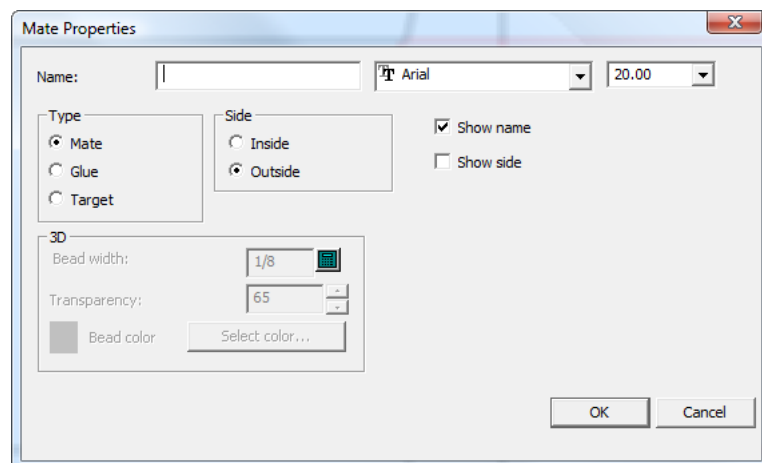 Mate Properties
Name:
Arial
20.00
Type
Mate
Glue
Target
Side
Inside
Outside
Show name
Show side
3D
Bead width:
1/8
Transparency:
65
Bead color
Select color...
OK
Cancel